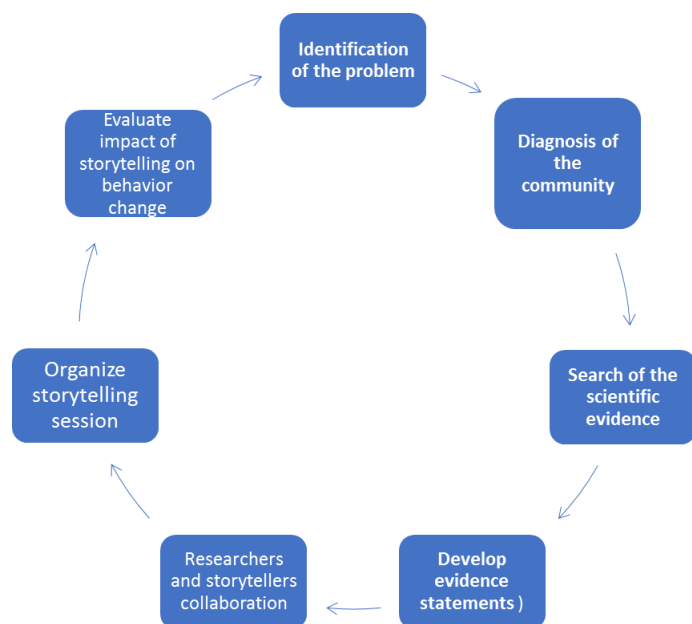 Identification
of the problem
Diagnosis of
the
community
Search of the
scientific
evidence
Develop
evidence
statements )
Researchers
and storytellers
collaboration
Organize
storytelling
session
Evaluate
impact of
storytelling on
behavior
change